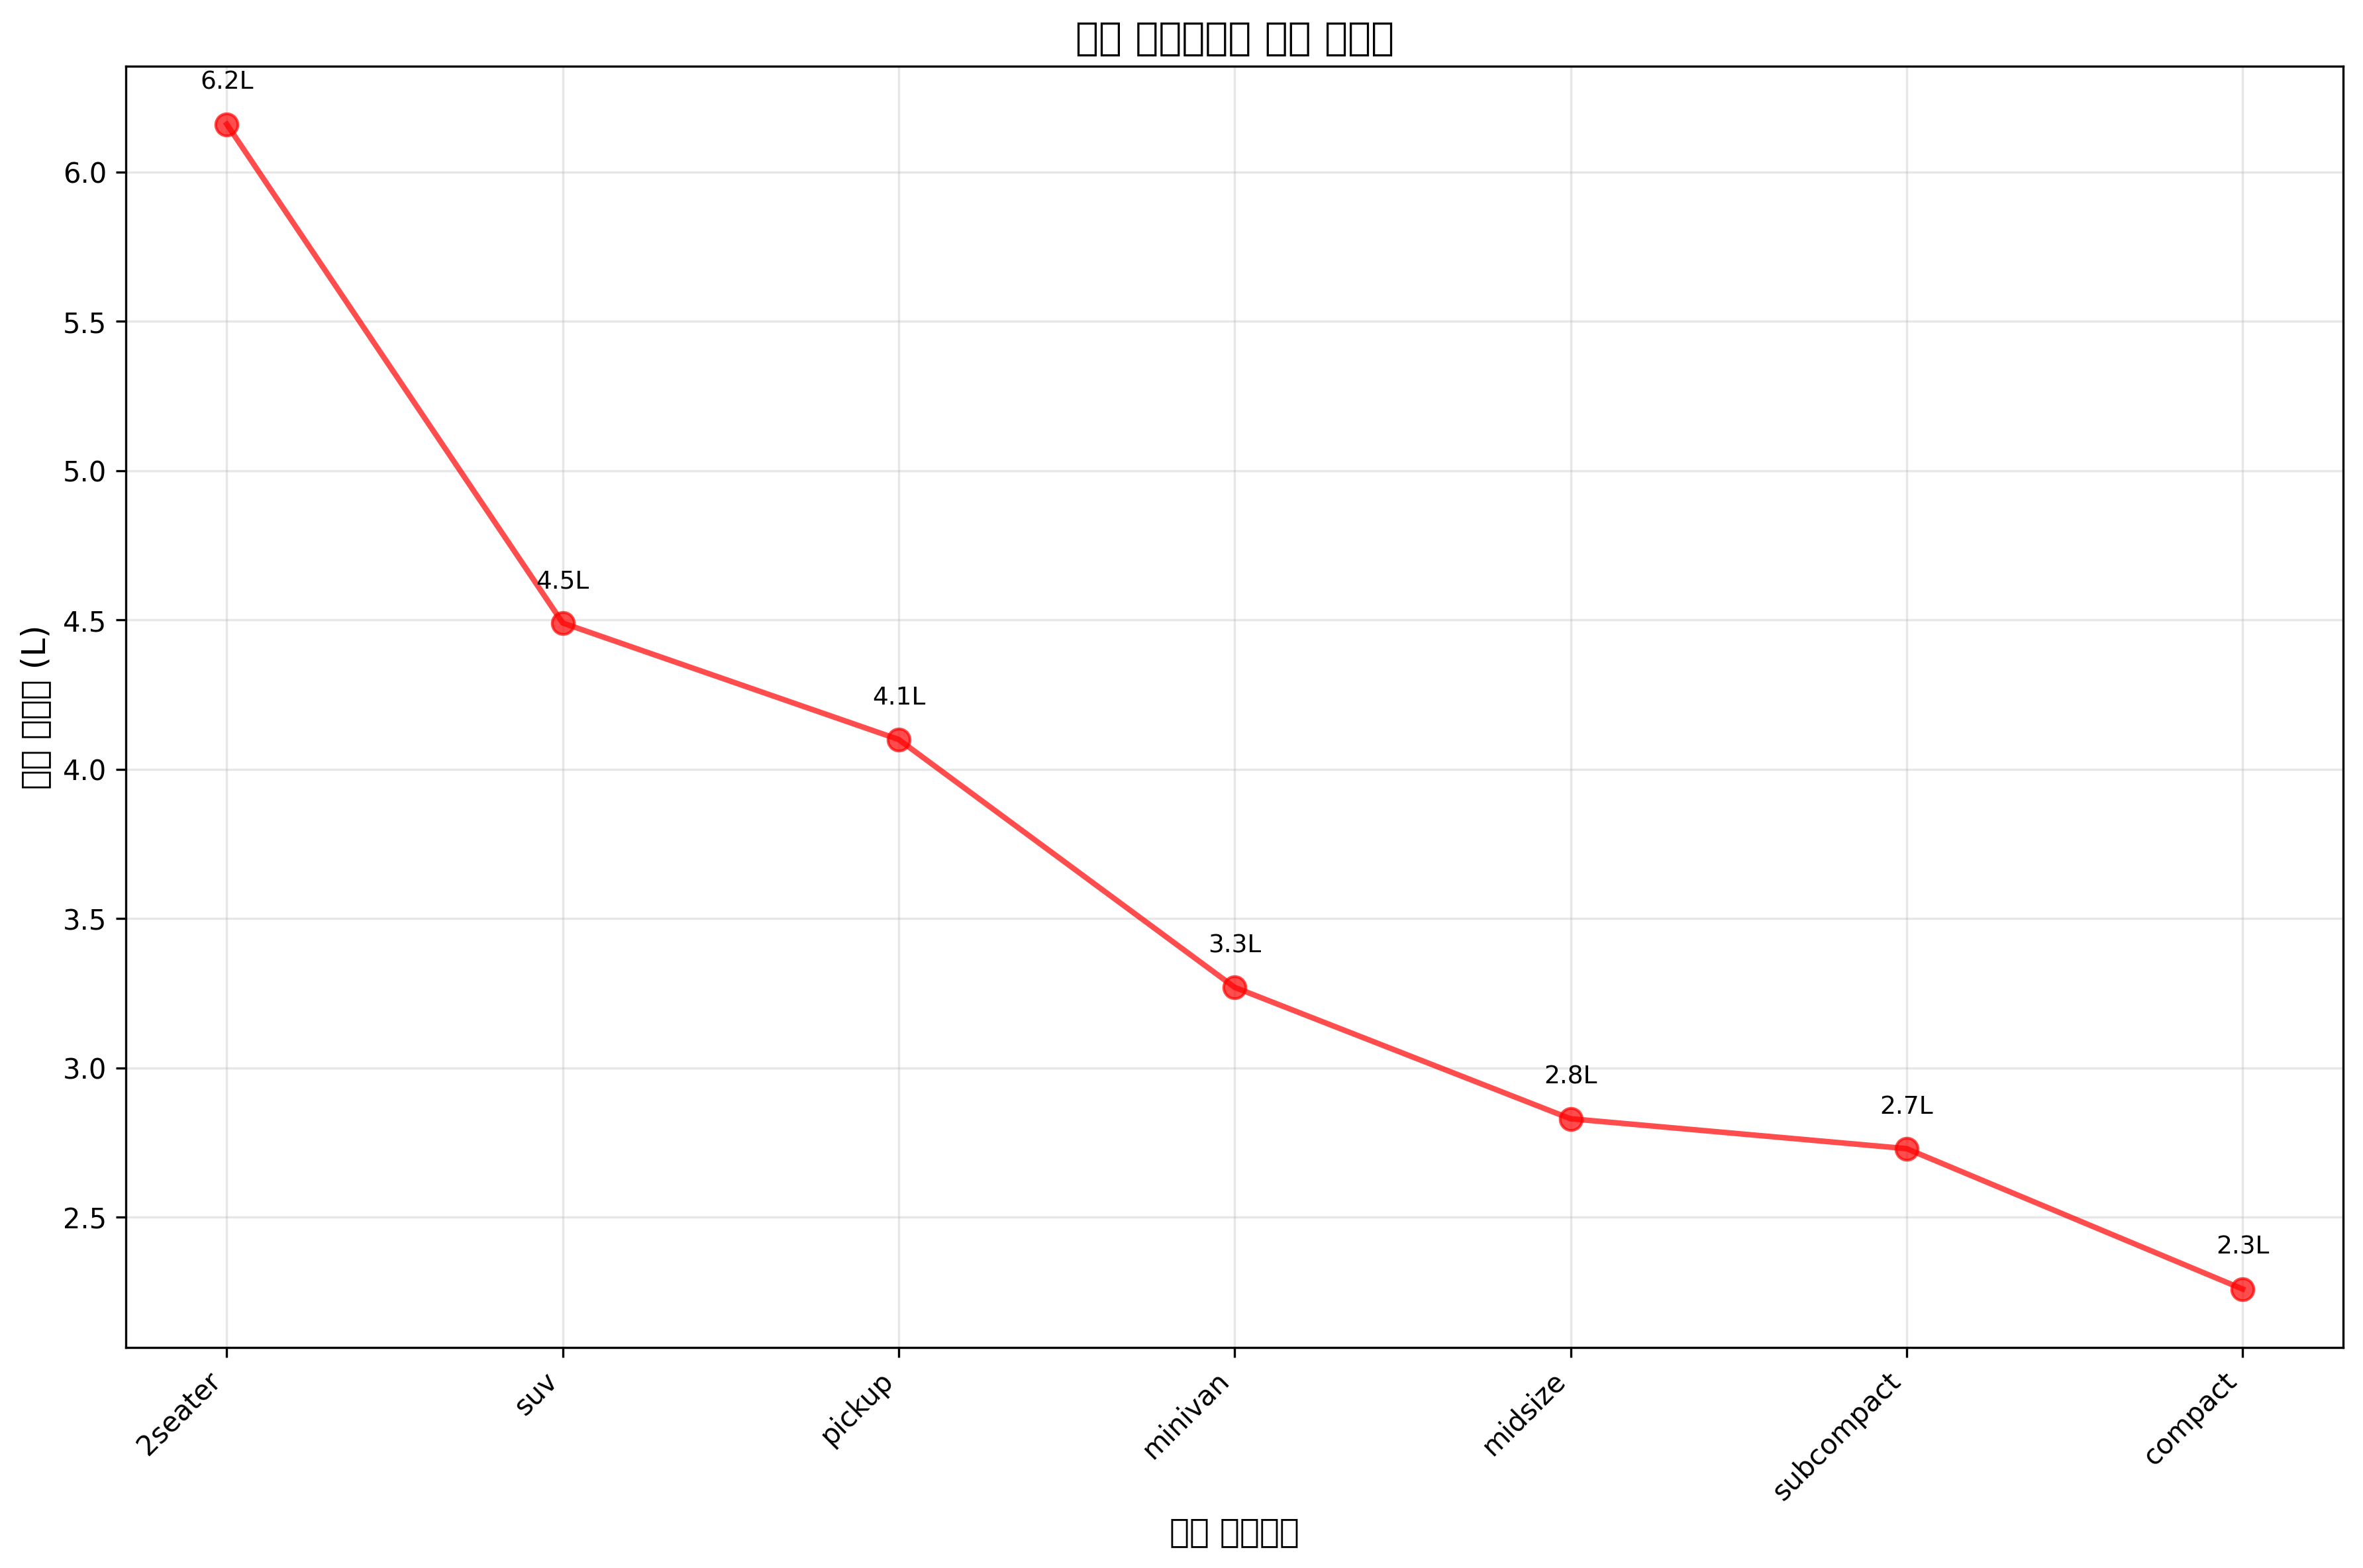 6.2L
6.0
5.5
5.0
4.5L
4.5
(L)
4.1L
4.0
3.5
3.3L
3.0
2.8L
2.7L
2.5
2.3L
2seater
suv
pickup
minivan
midsize
subcompact
compact